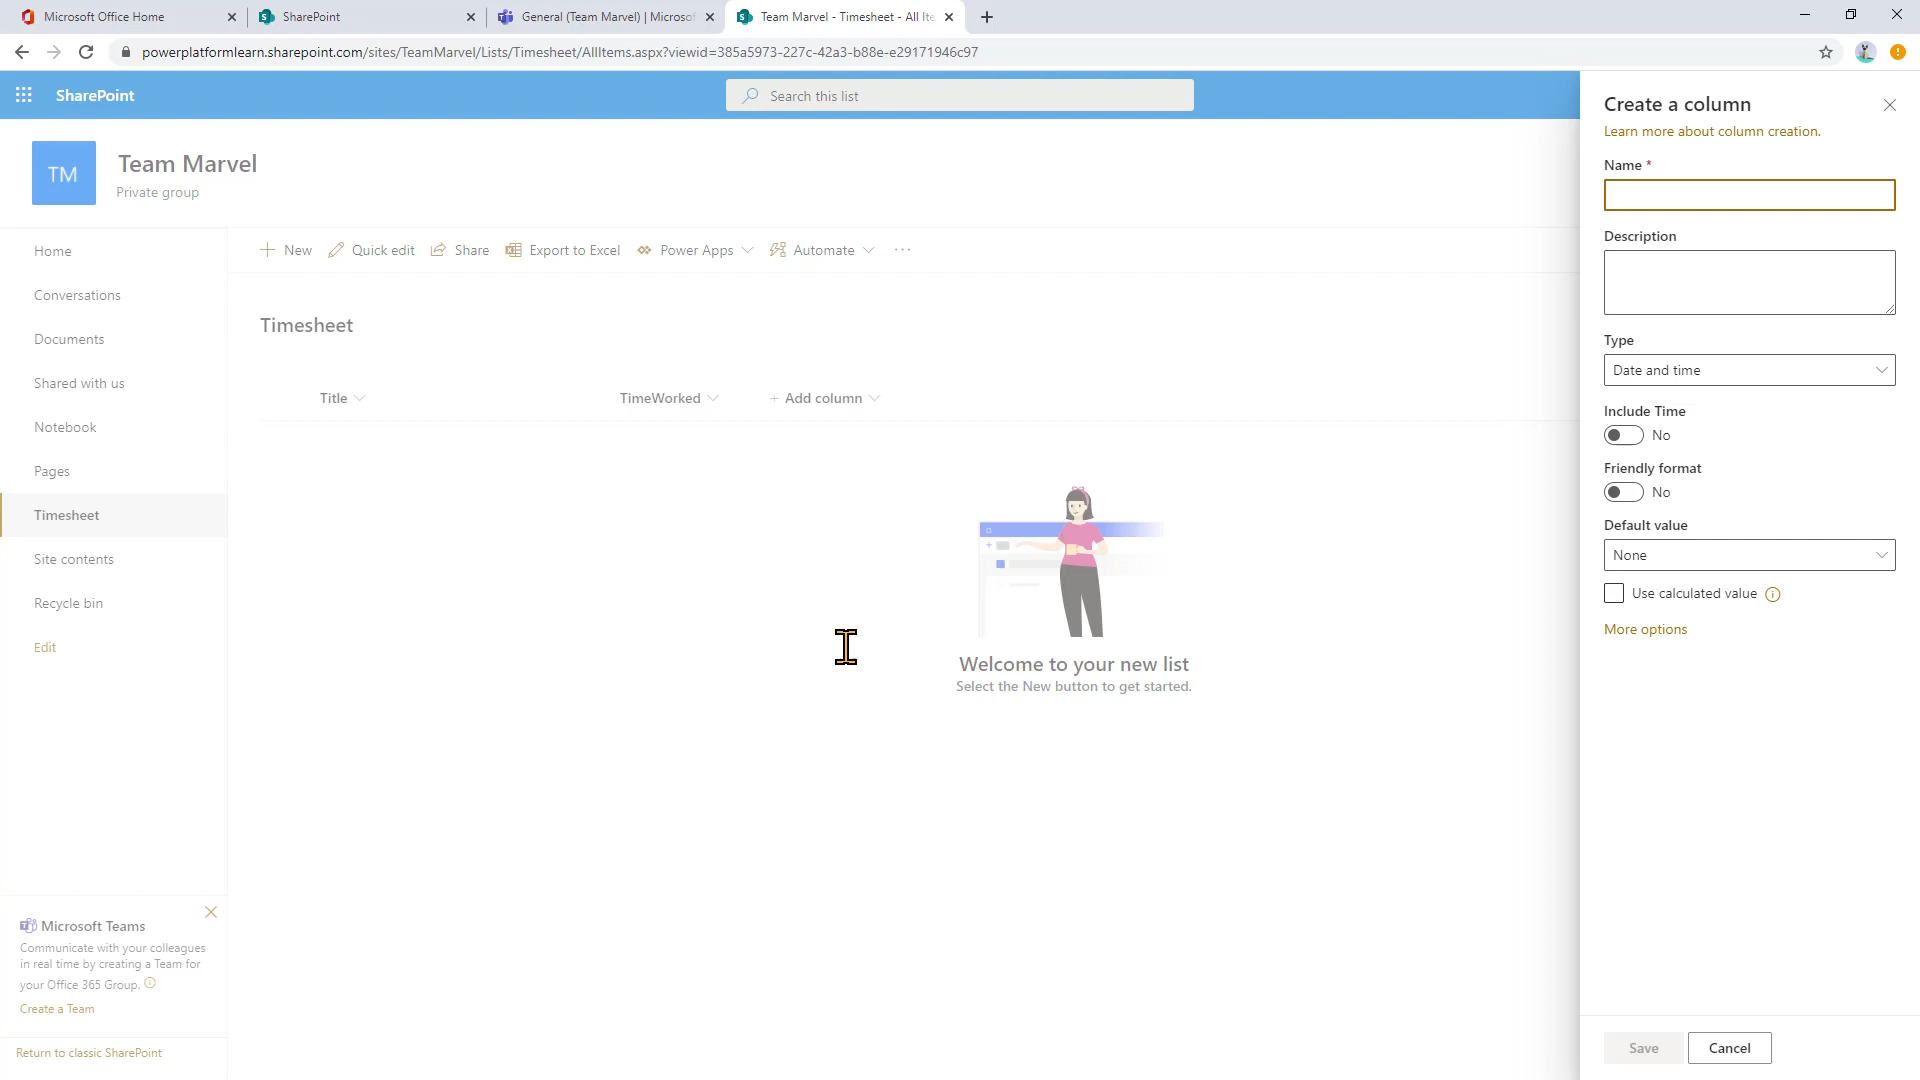 Microsoft Office Home
SharePoint
General (Team Marvel) | Microsof
Team Marvel - Timesheet - All Ite
powerplatformlearn.sharepoint.com/sites/TeamMarvel/Lists/Timesheet/AllItems.aspx?viewid=385a5973-227c-42a3-b88e-e29171946c97
SharePoint
Search this list
TM
Team Marvel
Private group
Home
Conversations
Documents
Shared with us
Notebook
Pages
Timesheet
Site contents
Recycle bin
Edit
New
Quick edit
Share
Export to Excel
Power Apps
Automate
Timesheet
Title
TimeWorked
+ Add column
Welcome to your new list
Select the New button to get started.
Microsoft Teams
Communicate with your colleagues
in real time by creating a Team for
your Office 365 Group.
Create a Team
Return to classic SharePoint
Create a column
Learn more about column creation.
Name *
Description
Type
Date and time
Include Time
No
Friendly format
No
Default value
None
Use calculated value
More options
Save
Cancel